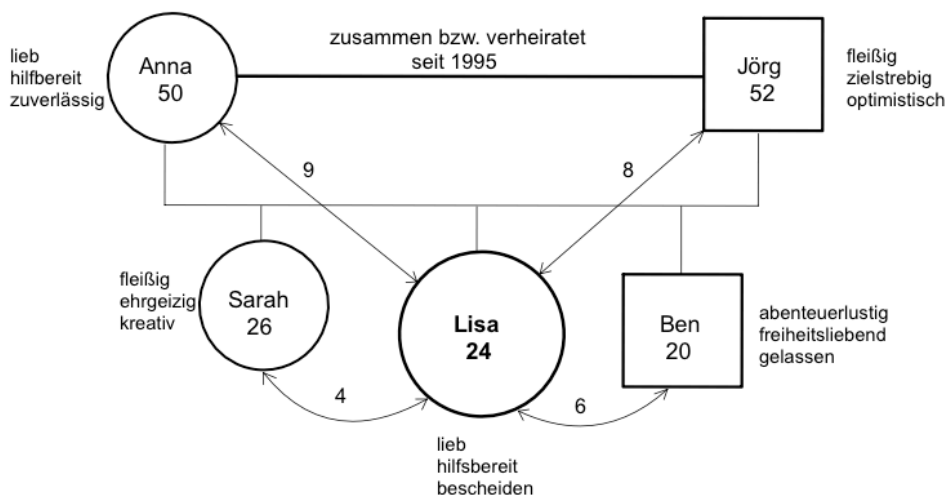 zusammen bzw. verheiratet
seit 1995
lieb
hilfbereit
zuverlässig
Anna
50
Jörg
52
fleißig
zielstrebig
optimistisch
9
8
fleißig
ehrgeizig
kreativ
Sarah
26
Lisa
24
Ben
20
abenteuerlustig
freiheitsliebend
gelassen
4
6
lieb
hilfsbereit
bescheiden